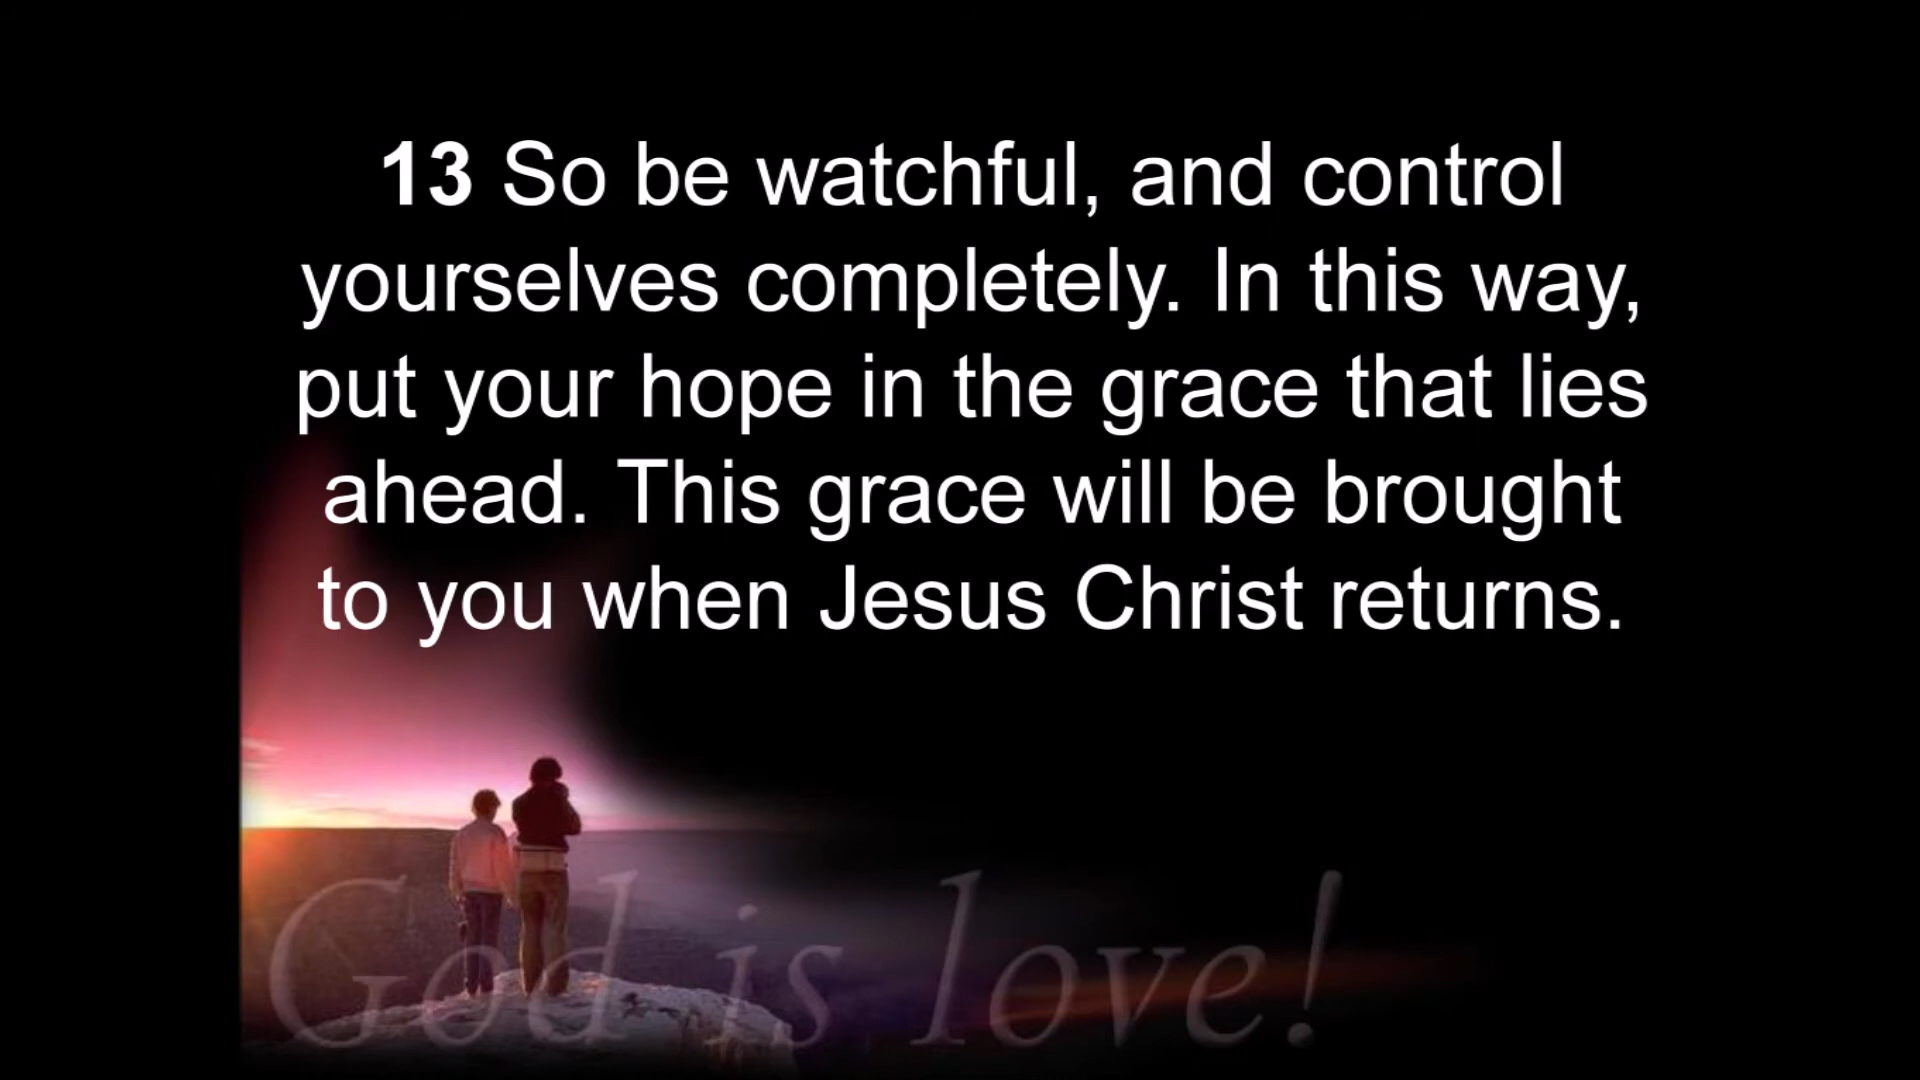 13 So be watchful, and control
yourselves completely. In this way,
put your hope in the grace that lies
ahead. This grace will be brought
to you when Jesus Christ returns.
God is love!